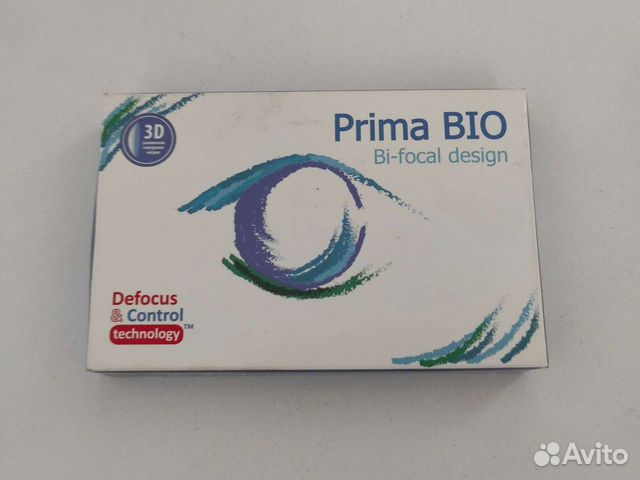 3D
Prima BIO
Bi-focal design
Defocus
& Control
technology™
Avito